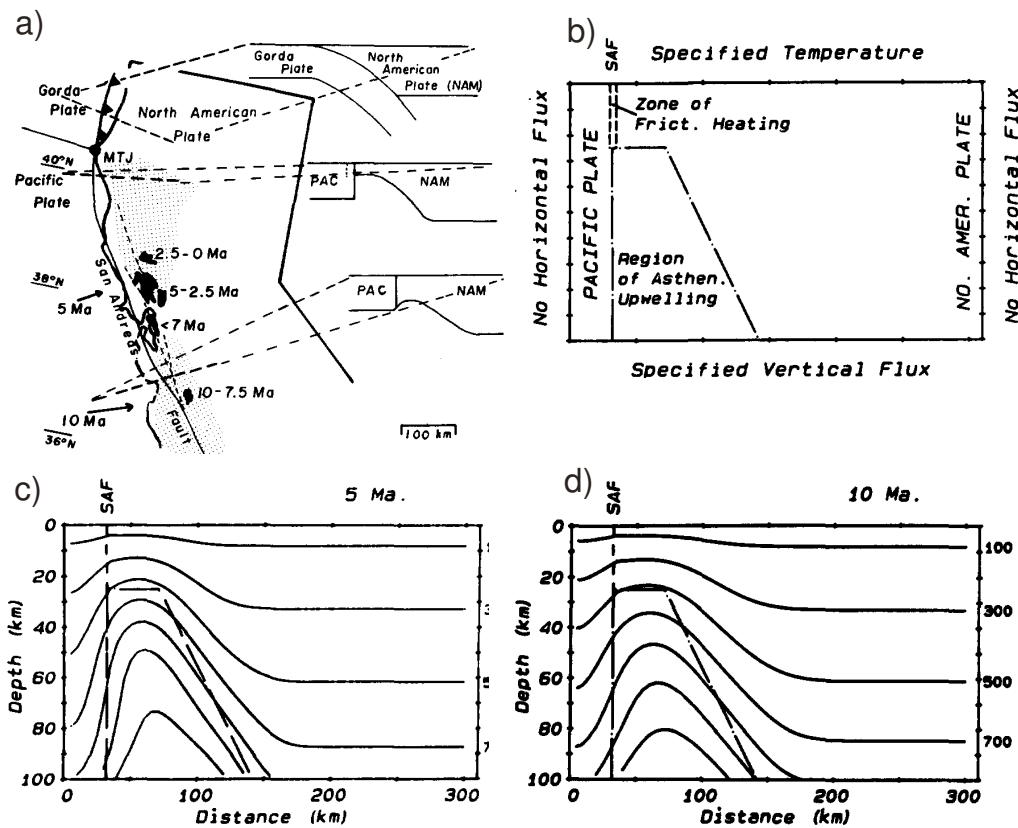 a)
Gorda
Plate
North
American
Plate (NAM)
Gorda
Plate
North American
Plate
MTJ
40°N
Pacific
Plate
PAC
NAM
2.5-0 Ma
38°N
5-2.5 Ma
5 Ma
San Andreas
Fault
<7 Ma
PAC
NAM
10-7.5 Ma
10 Ma
36°N
100 km
b)
SAF
Specified Temperature
No Horizontal Flux
PACIFIC PLATE
Zone of
Frict. Heating
Region
of Asthen.
Upwelling
NO. AMER. PLATE
No Horizontal Flux
Specified Vertical Flux
c)
SAF
5 Ma.
0
20
40
60
80
100
Depth (km)
0
100
200
300
Distance (km)
d)
SAF
10 Ma.
0
20
40
60
80
100
Depth (km)
100
300
500
700
0
100
200
300
Distance (km)